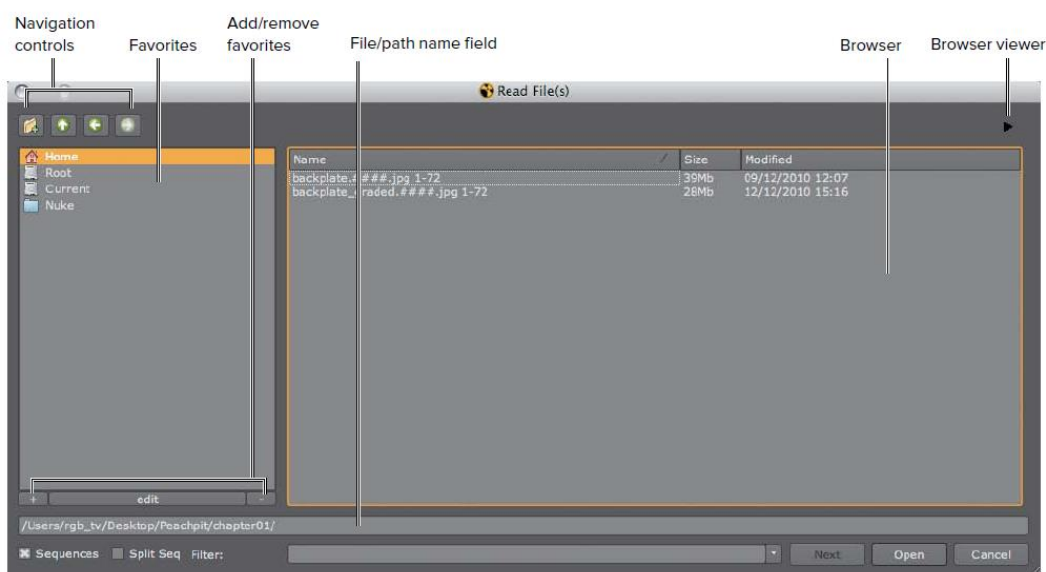 Navigation controls
Favorites
Add/remove favorites
File/path name field
Browser
Browser viewer
Read File(s)
Home
Root
Current
Nuke
Name Size Modified
backplate.####.jpg 1-72 39Mb 09/12/2010 12:07
backplate_graded.####.jpg 1-72 28Mb 12/12/2010 15:16
+ edit -
/Users/rgb_tv/Desktop/Peachpit/chapter01/
Sequences Split Seq Filter: Next Open Cancel